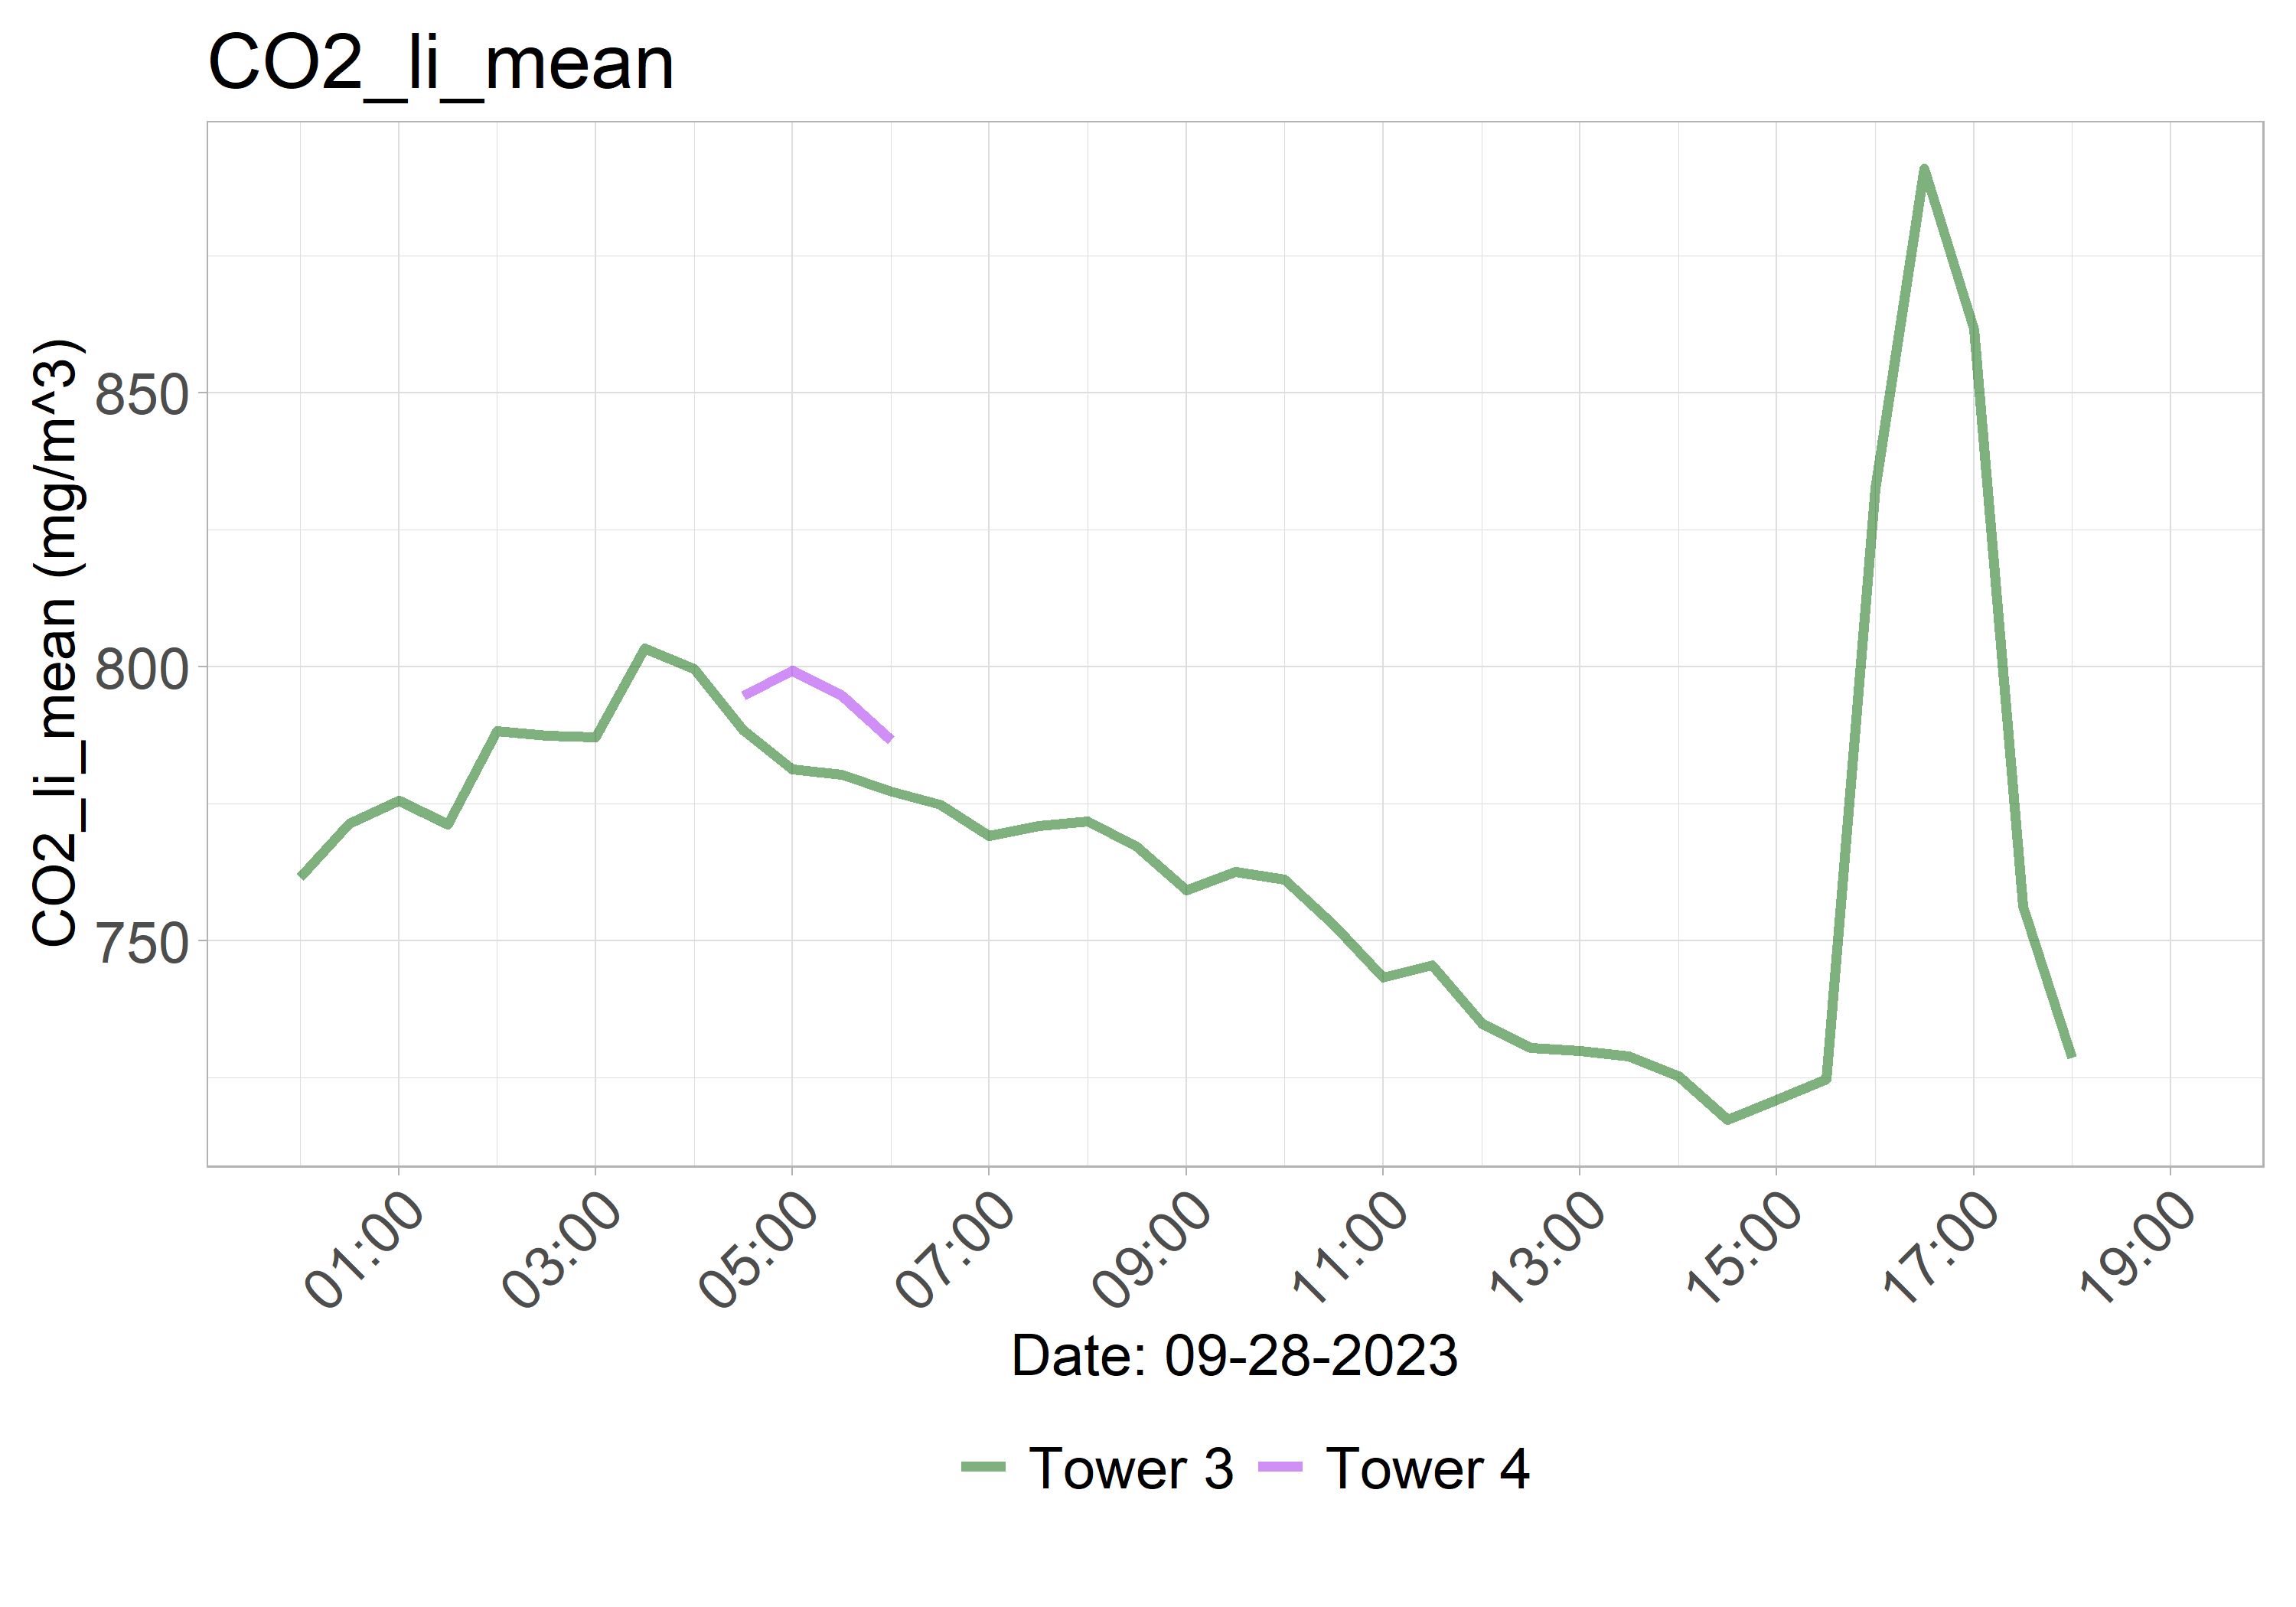 CO2_li_mean
CO2_li_mean (mg/m^3)
850
800
750
01:00 03:00 05:00 07:00 09:00 11:00 13:00 15:00 17:00 19:00
Date: 09-28-2023
Tower 3 Tower 4